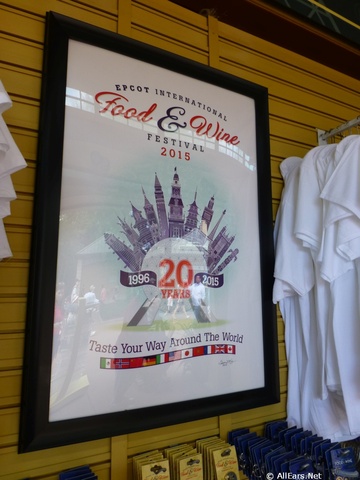 EPCOT INTERNATIONAL
Food & Wine
FESTIVAL
2015
1996 20 2015
YEARS
Taste Your Way Around The World
© AllEars.Net